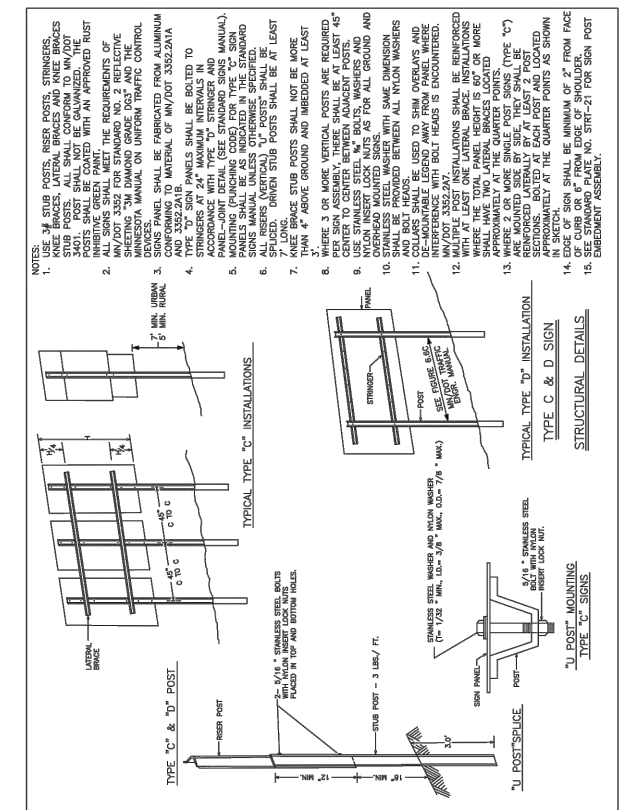 NOTES:
1. USE 3# STUB POSTS, RISER POSTS, STRINGERS,
KNEE BRACES, LATERAL BRACES AND KNEE BRACES
STUB POSTS. ALL SHALL CONFORM TO MN/DOT
3401. POST SHALL NOT BE GALVANIZED. THE
POSTS SHALL BE COATED WITH AN APPROVED RUST
INHIBITIVE GREEN PAINT.
2. ALL SIGNS SHALL MEET THE REQUIREMENTS OF
MN/DOT 3352 FOR STANDARD NO. 2 REFLECTIVE
SHEETING "3M DIAMOND GRADE DG3" AND THE
MINNESOTA MANUAL ON UNIFORM TRAFFIC CONTROL
DEVICES.
3. SIGNS PANEL SHALL BE FABRICATED FROM ALUMINUM
CONFORMING TO MATERIAL OF MN/DOT 3352.2A1A
AND 3352.2A1B.
4. TYPE "D" SIGN PANELS SHALL BE BOLTED TO
STRINGERS AT 24" MAXIMUM INTERVALS IN
ACCORDANCE WITH TYPE "D" STRINGER AND
PANEL-JOIN DETAIL (SEE STANDARD SIGNS MANUAL).
5. MOUNTING (PUNCHING CODE) FOR TYPE "C" SIGN
PANELS SHALL BE AS INDICATED IN THE STANDARD
SIGNS MANUAL UNLESS OTHERWISE SPECIFIED.
6. ALL RISERS (VERTICAL) "U" POSTS" SHALL BE
SPLICED. DRIVEN STUB POSTS SHALL BE AT LEAST
7' LONG.
7. KNEE BRACE STUB POSTS SHALL NOT BE MORE
THAN 4" ABOVE GROUND AND IMBEDED AT LEAST
3'.
8. WHERE 3 OR MORE VERTICAL POSTS ARE REQUIRED
PER SIGN ASSEMBLY, THERE SHALL BE AT LEAST 45"
CENTER TO CENTER BETWEEN ADJACENT POSTS.
9. USE STAINLESS STEEL 5/16" BOLTS, WASHERS AND
NYLON INSERT LOCK NUTS AS FOR ALL GROUND AND
OVERHEAD MOUNTED SIGNS.
10. STAINLESS STEEL WASHER WITH SAME DIMENSION
SHALL BE PROVIDED BETWEEN ALL NYLON WASHERS
AND BOLT HEADS.
11. COLLARS SHALL BE USED TO SHIM OVERLAYS AND
DE-MOUNTABLE LEGEND AWAY FROM PANEL WHERE
INTERFERENCE WITH BOLT HEADS IS ENCOUNTERED.
MN/DOT 3352.2A7.
12. MULTIPLE POST INSTALLATIONS SHALL BE REINFORCED
WITH AT LEAST ONE LATERAL BRACE. INSTALLATIONS
WHERE THE TOTAL PANEL HEIGHT IS 60" OR MORE
SHALL HAVE TWO LATERAL BRACES LOCATED
APPROXIMATELY AT THE QUARTER POINTS.
13. WHERE 3 OR MORE SINGLE POST SIGNS (TYPE "C")
ARE MOUNTED SIDE BY SIDE, THEY SHALL BE
REINFORCED LATERALLY BY AT LEAST 2 POST
SECTIONS. BOLTED AT EACH POST AND LOCATED
APPROXIMATELY AT THE QUARTER POINTS AS SHOWN
IN SKETCH.
14. EDGE OF SIGN SHALL BE MINIMUM OF 2" FROM FACE
OF CURB OR 6" FROM EDGE OF SHOULDER.
15. SEE STANDARD PLATE NO. STRT-21 FOR SIGN POST
EMBEDMENT ASSEMBLY.
H
H/4
H/4
LATERAL
BRACE
45"
C TO C
45"
C TO C
7' MIN. URBAN
5' MIN. RURAL
TYPICAL TYPE "C" INSTALLATIONS
PANEL
STRINGER
POST
SEE FIGURE 6.6C
MN/DOT TRAFFIC
ENGR. MANUAL
TYPICAL TYPE "D" INSTALLATION
TYPE C & D SIGN
STRUCTURAL DETAILS
TYPE "C" & "D" POST
RISER POST
2- 5/16 " STAINLESS STEEL BOLTS
WITH NYLON INSERT LOCK NUTS
PLACED IN TOP AND BOTTOM HOLES.
STUB POST - 3 LBS./ FT.
12" MIN.
18" MIN.
3.0'
"U POST"SPLICE
STAINLESS STEEL WASHER AND NYLON WASHER
(T= 1/32 " MIN., I.D.= 3/8 " MAX., O.D.= 7/8 " MAX.)
SIGN PANEL
POST
5/16 " STAINLESS STEEL
BOLT WITH NYLON
INSERT LOCK NUT.
"U POST" MOUNTING
TYPE "C" SIGNS